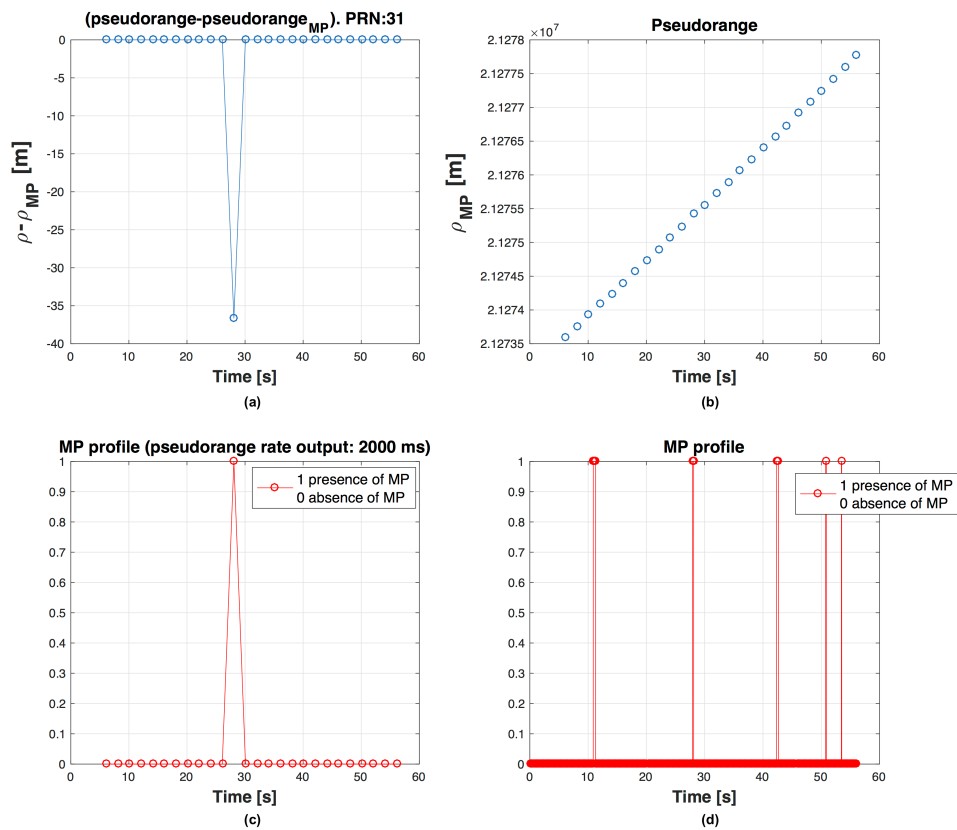 (pseudorange-pseudorangeMP). PRN:31
0
-5
-10
-15
-20
-25
-30
-35
-40
ρ- ρMP [m]
0 10 20 30 40 50 60
Time [s]
(a)
Pseudorange
×10^7
2.1278
2.12775
2.1277
2.12765
2.1276
2.12755
2.1275
2.12745
2.1274
2.12735
ρMP [m]
0 10 20 30 40 50 60
Time [s]
(b)
MP profile (pseudorange rate output: 2000 ms)
1
0.9
0.8
0.7
0.6
0.5
0.4
0.3
0.2
0.1
0
1 presence of MP
0 absence of MP
0 10 20 30 40 50 60
Time [s]
(c)
MP profile
1
0.9
0.8
0.7
0.6
0.5
0.4
0.3
0.2
0.1
0
1 presence of MP
0 absence of MP
0 10 20 30 40 50 60
Time [s]
(d)